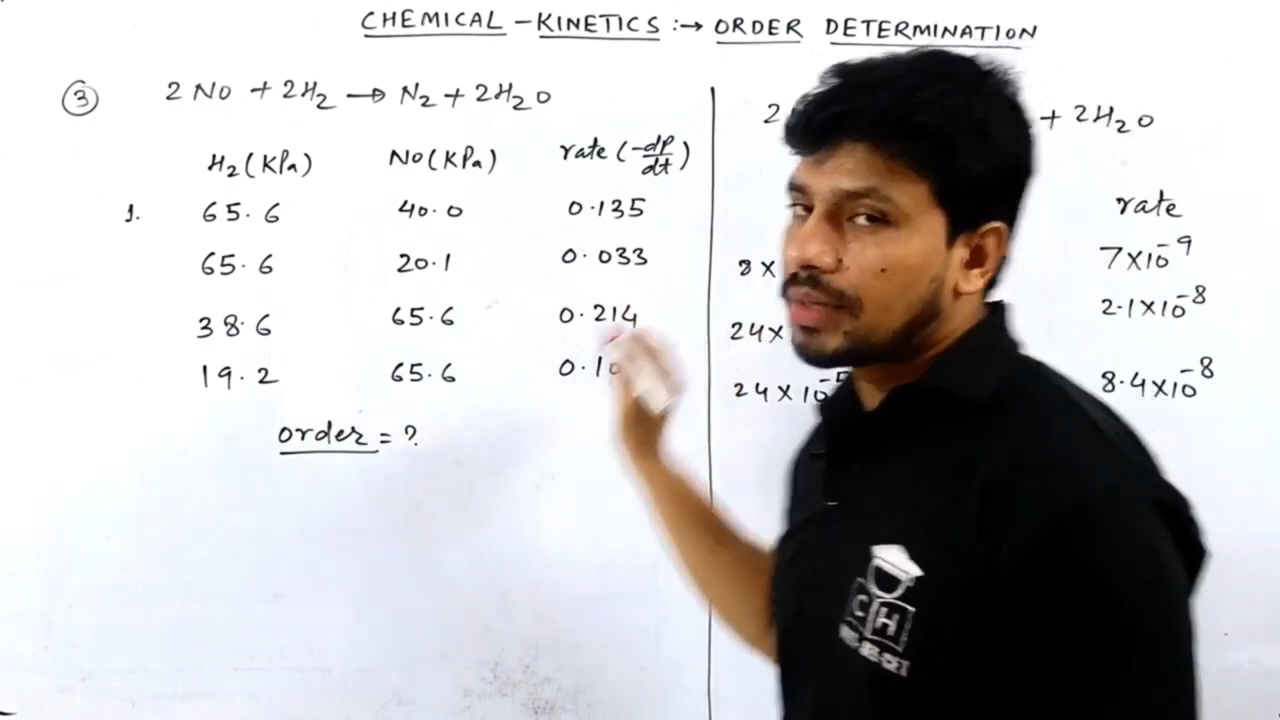 CHEMICAL - KINETICS :→ ORDER DETERMINATION
③ 2 NO + 2H₂ → N₂ + 2H₂O
H₂ (KPa) NO (KPa) rate (-dP/dt)
1. 65.6 40.0 0.135
65.6 20.1 0.033
38.6 65.6 0.214
19.2 65.6
order = ?
2 + 2H₂O
rate
8 × 7×10⁻⁹
24 × 2.1×10⁻⁸
24 × 10⁻⁵ 8.4×10⁻⁸
C H